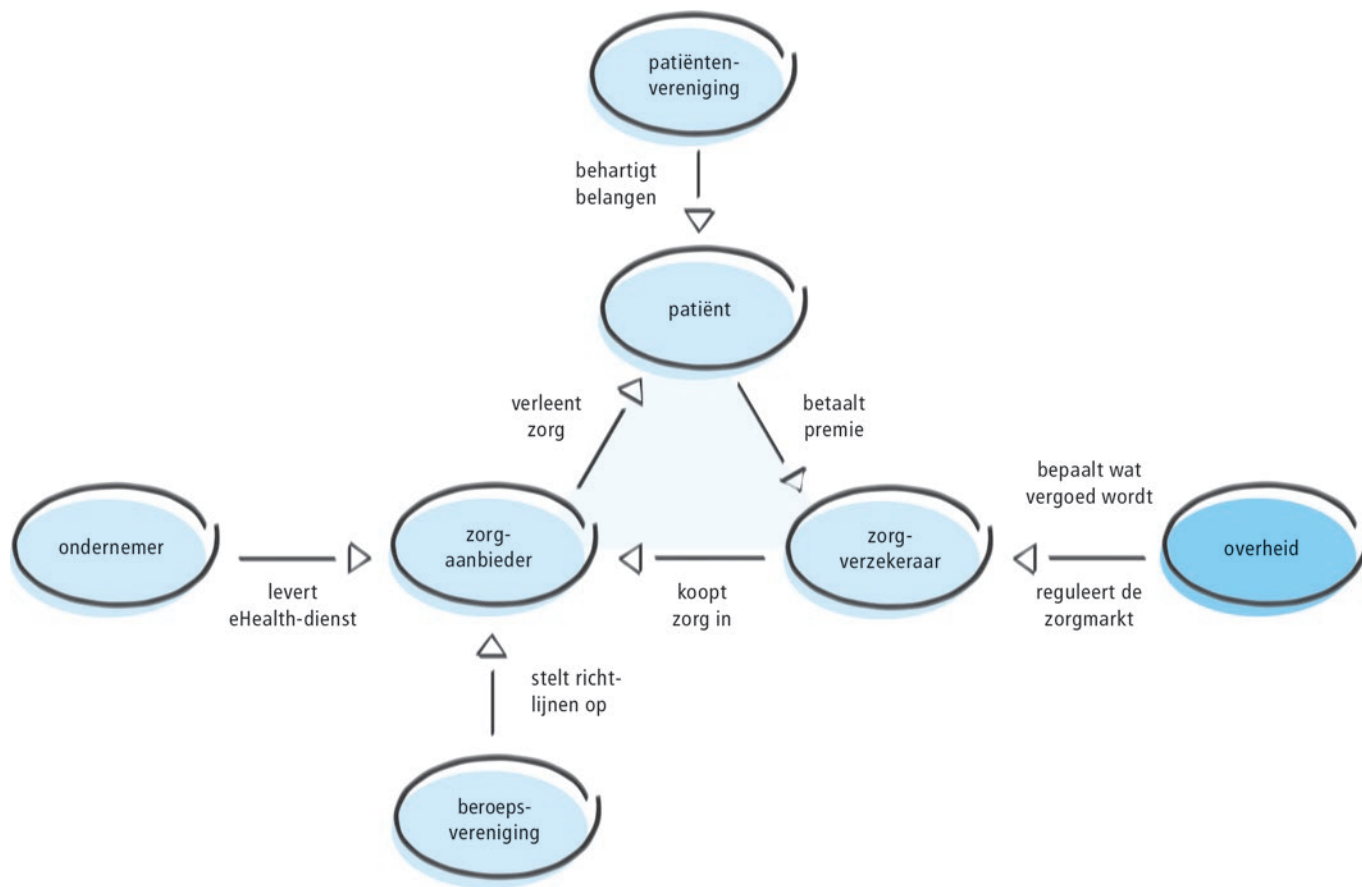 patiënten-
vereniging
behartigt
belangen
patiënt
verleent
zorg
betaalt
premie
bepaalt wat
vergoed wordt
ondernemer
zorg-
aanbieder
zorg-
verzekeraar
overheid
levert
eHealth-dienst
koopt
zorg in
reguleert de
zorgmarkt
stelt richt-
lijnen op
beroeps-
vereniging